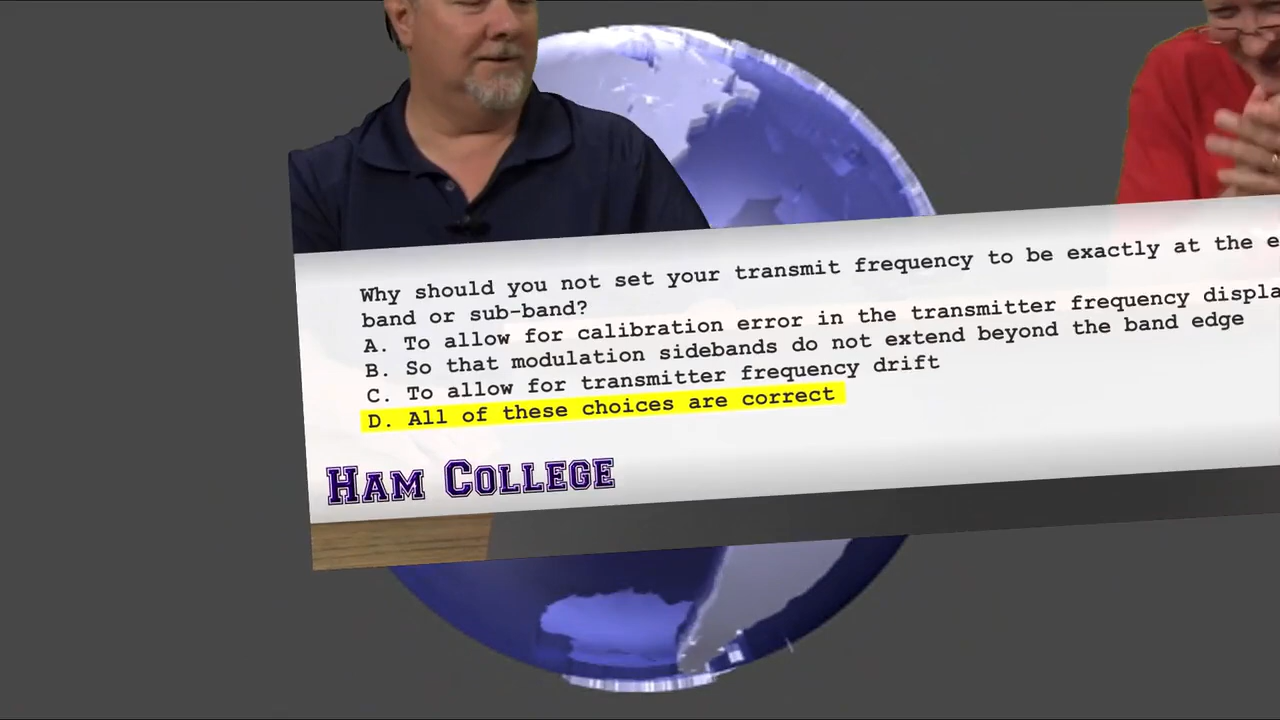 Why should you not set your transmit frequency to be exactly at the
band or sub-band?
A. To allow for calibration error in the transmitter frequency
B. So that modulation sidebands do not extend beyond the band edge
C. To allow for transmitter frequency drift
D. All of these choices are correct
HAM COLLEGE